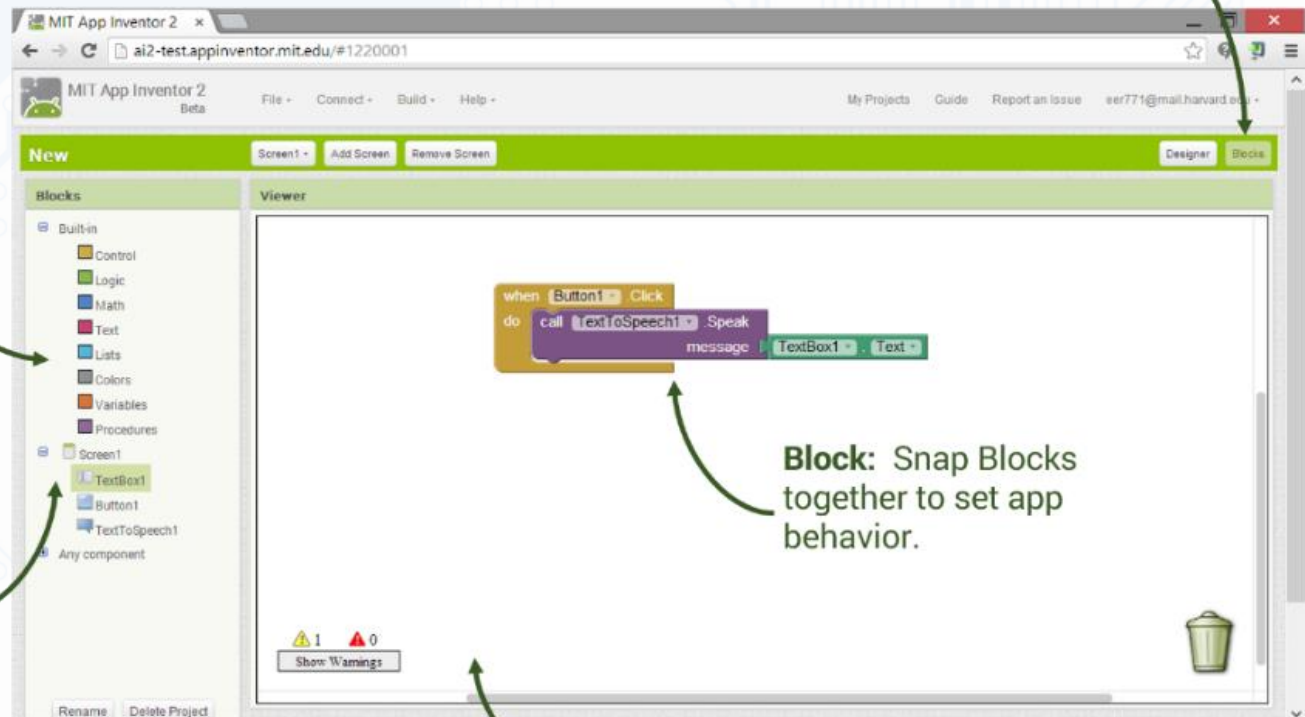 MIT App Inventor 2
ai2-test.appinventor.mit.edu/#1220001
MIT App Inventor 2
Beta
File
Connect
Build
Help
My Projects
Guide
Report an Issue
New
Screen1
Add Screen
Remove Screen
Designer
Blocks
Blocks
Built-in
Control
Logic
Math
Text
Lists
Colors
Variables
Procedures
Screen1
TextBox1
Button1
TextToSpeech1
Any component
Rename
Delete Project
Viewer
when Button1 .Click
do call TextToSpeech1 .Speak
message TextBox1 . Text
Block: Snap Blocks
together to set app
behavior.
1 0
Show Warnings